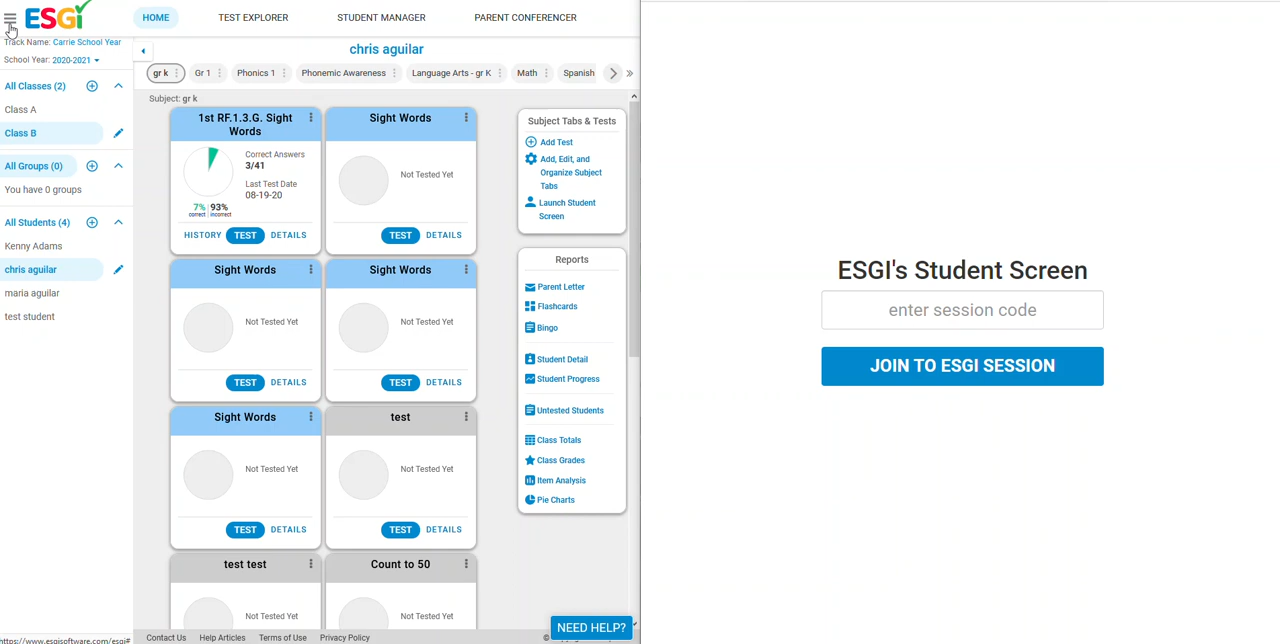 ESGi
HOME
TEST EXPLORER
STUDENT MANAGER
PARENT CONFERENCER
Track Name: Carrie School Year
School Year: 2020-2021
All Classes (2)
Class A
Class B
All Groups (0)
You have 0 groups
All Students (4)
Kenny Adams
chris aguilar
maria aguilar
test student
https://www.esgisoftware.com/esgi#
chris aguilar
gr k
Gr 1
Phonics 1
Phonemic Awareness
Language Arts - gr K
Math
Spanish
Subject: gr k
1st RF.1.3.G. Sight
Words
Correct Answers
3/41
Last Test Date
08-19-20
7% 93%
correct incorrect
HISTORY
TEST
DETAILS
Sight Words
Not Tested Yet
TEST
DETAILS
Sight Words
Not Tested Yet
TEST
DETAILS
Sight Words
Not Tested Yet
TEST
DETAILS
Sight Words
Not Tested Yet
TEST
DETAILS
test
Not Tested Yet
TEST
DETAILS
test test
Not Tested Yet
Count to 50
Not Tested Yet
Subject Tabs & Tests
Add Test
Add, Edit, and
Organize Subject
Tabs
Launch Student
Screen
Reports
Parent Letter
Flashcards
Bingo
Student Detail
Student Progress
Untested Students
Class Totals
Class Grades
Item Analysis
Pie Charts
NEED HELP?
Contact Us
Help Articles
Terms of Use
Privacy Policy
©
ESGI's Student Screen
enter session code
JOIN TO ESGI SESSION